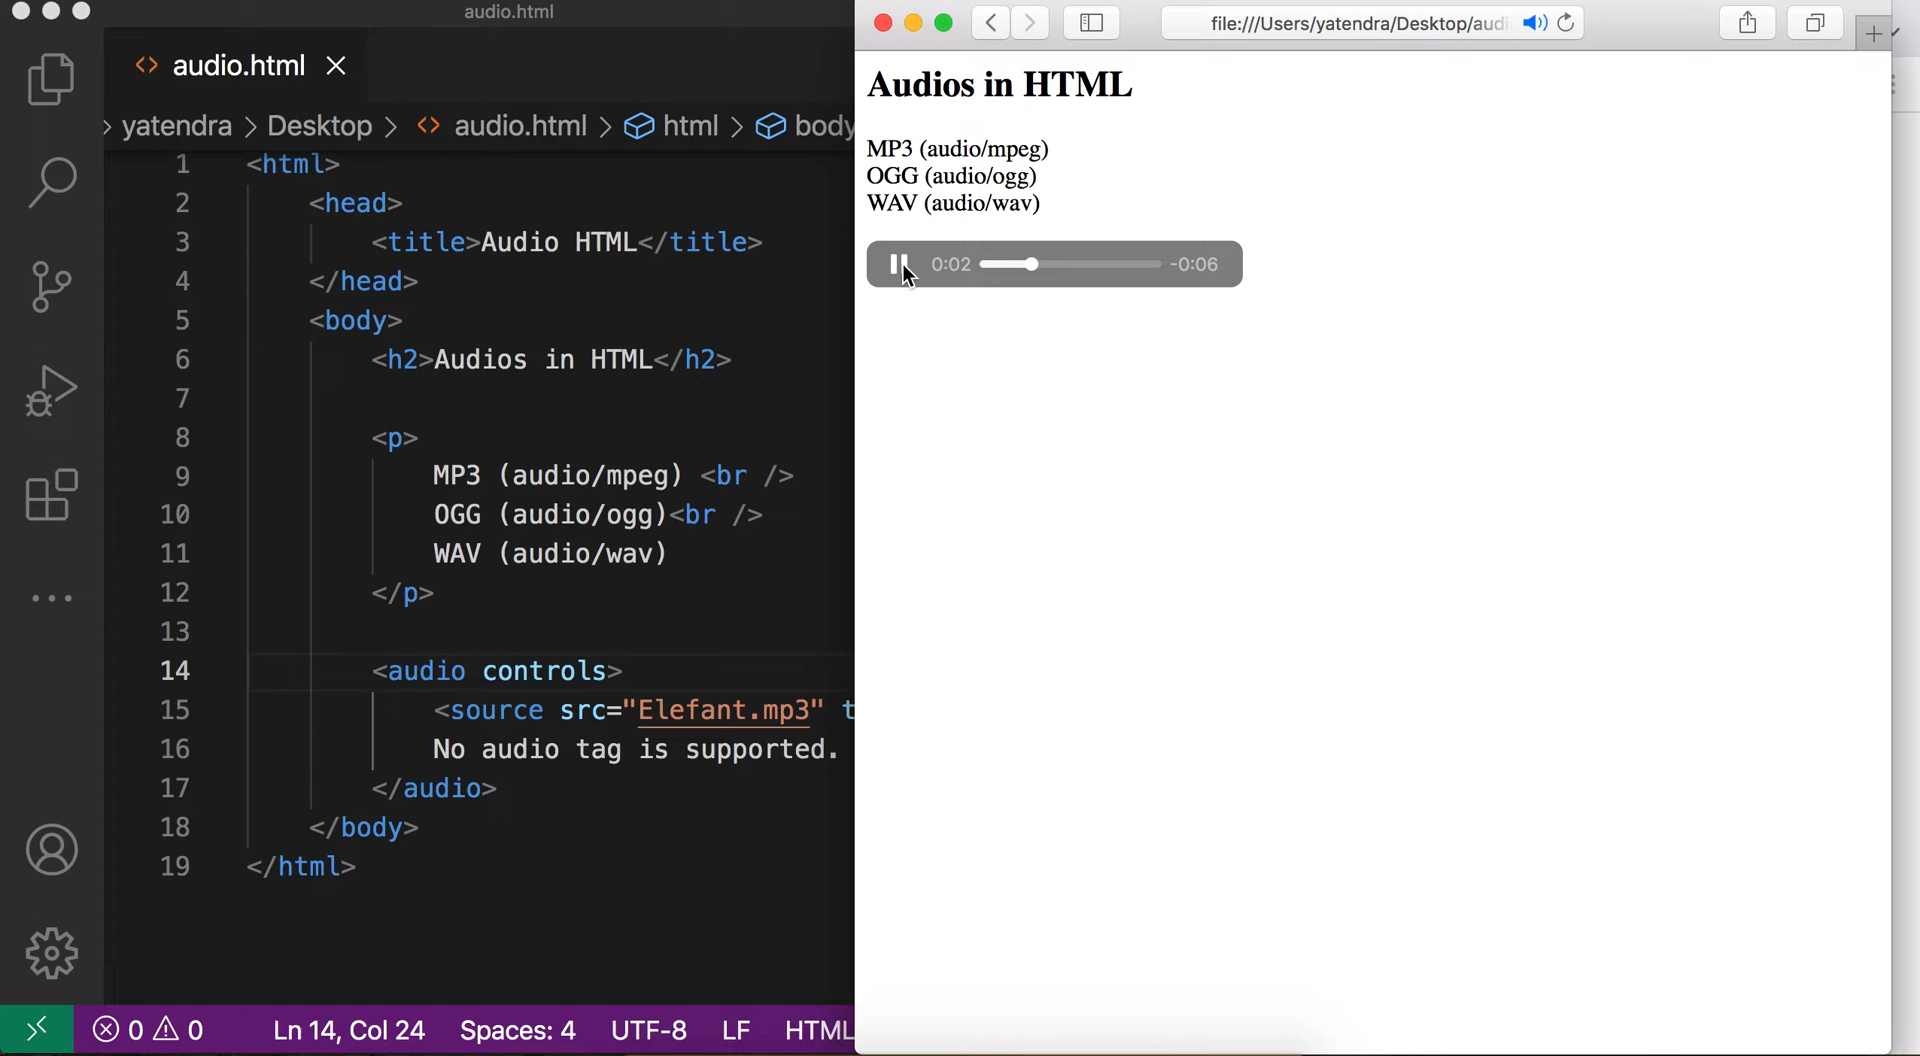 audio.html
<> audio.html ×
> yatendra > Desktop > <> audio.html > html > body
1 <html>
2 <head>
3 <title>Audio HTML</title>
4 </head>
5 <body>
6 <h2>Audios in HTML</h2>
7
8 <p>
9 MP3 (audio/mpeg) <br />
10 OGG (audio/ogg)<br />
11 WAV (audio/wav)
12 </p>
13
14 <audio controls>
15 <source src="Elefant.mp3" t
16 No audio tag is supported.
17 </audio>
18 </body>
19 </html>
0 0 Ln 14, Col 24 Spaces: 4 UTF-8 LF HTML
file:///Users/yatendra/Desktop/audi
Audios in HTML
MP3 (audio/mpeg)
OGG (audio/ogg)
WAV (audio/wav)
0:02 -0:06